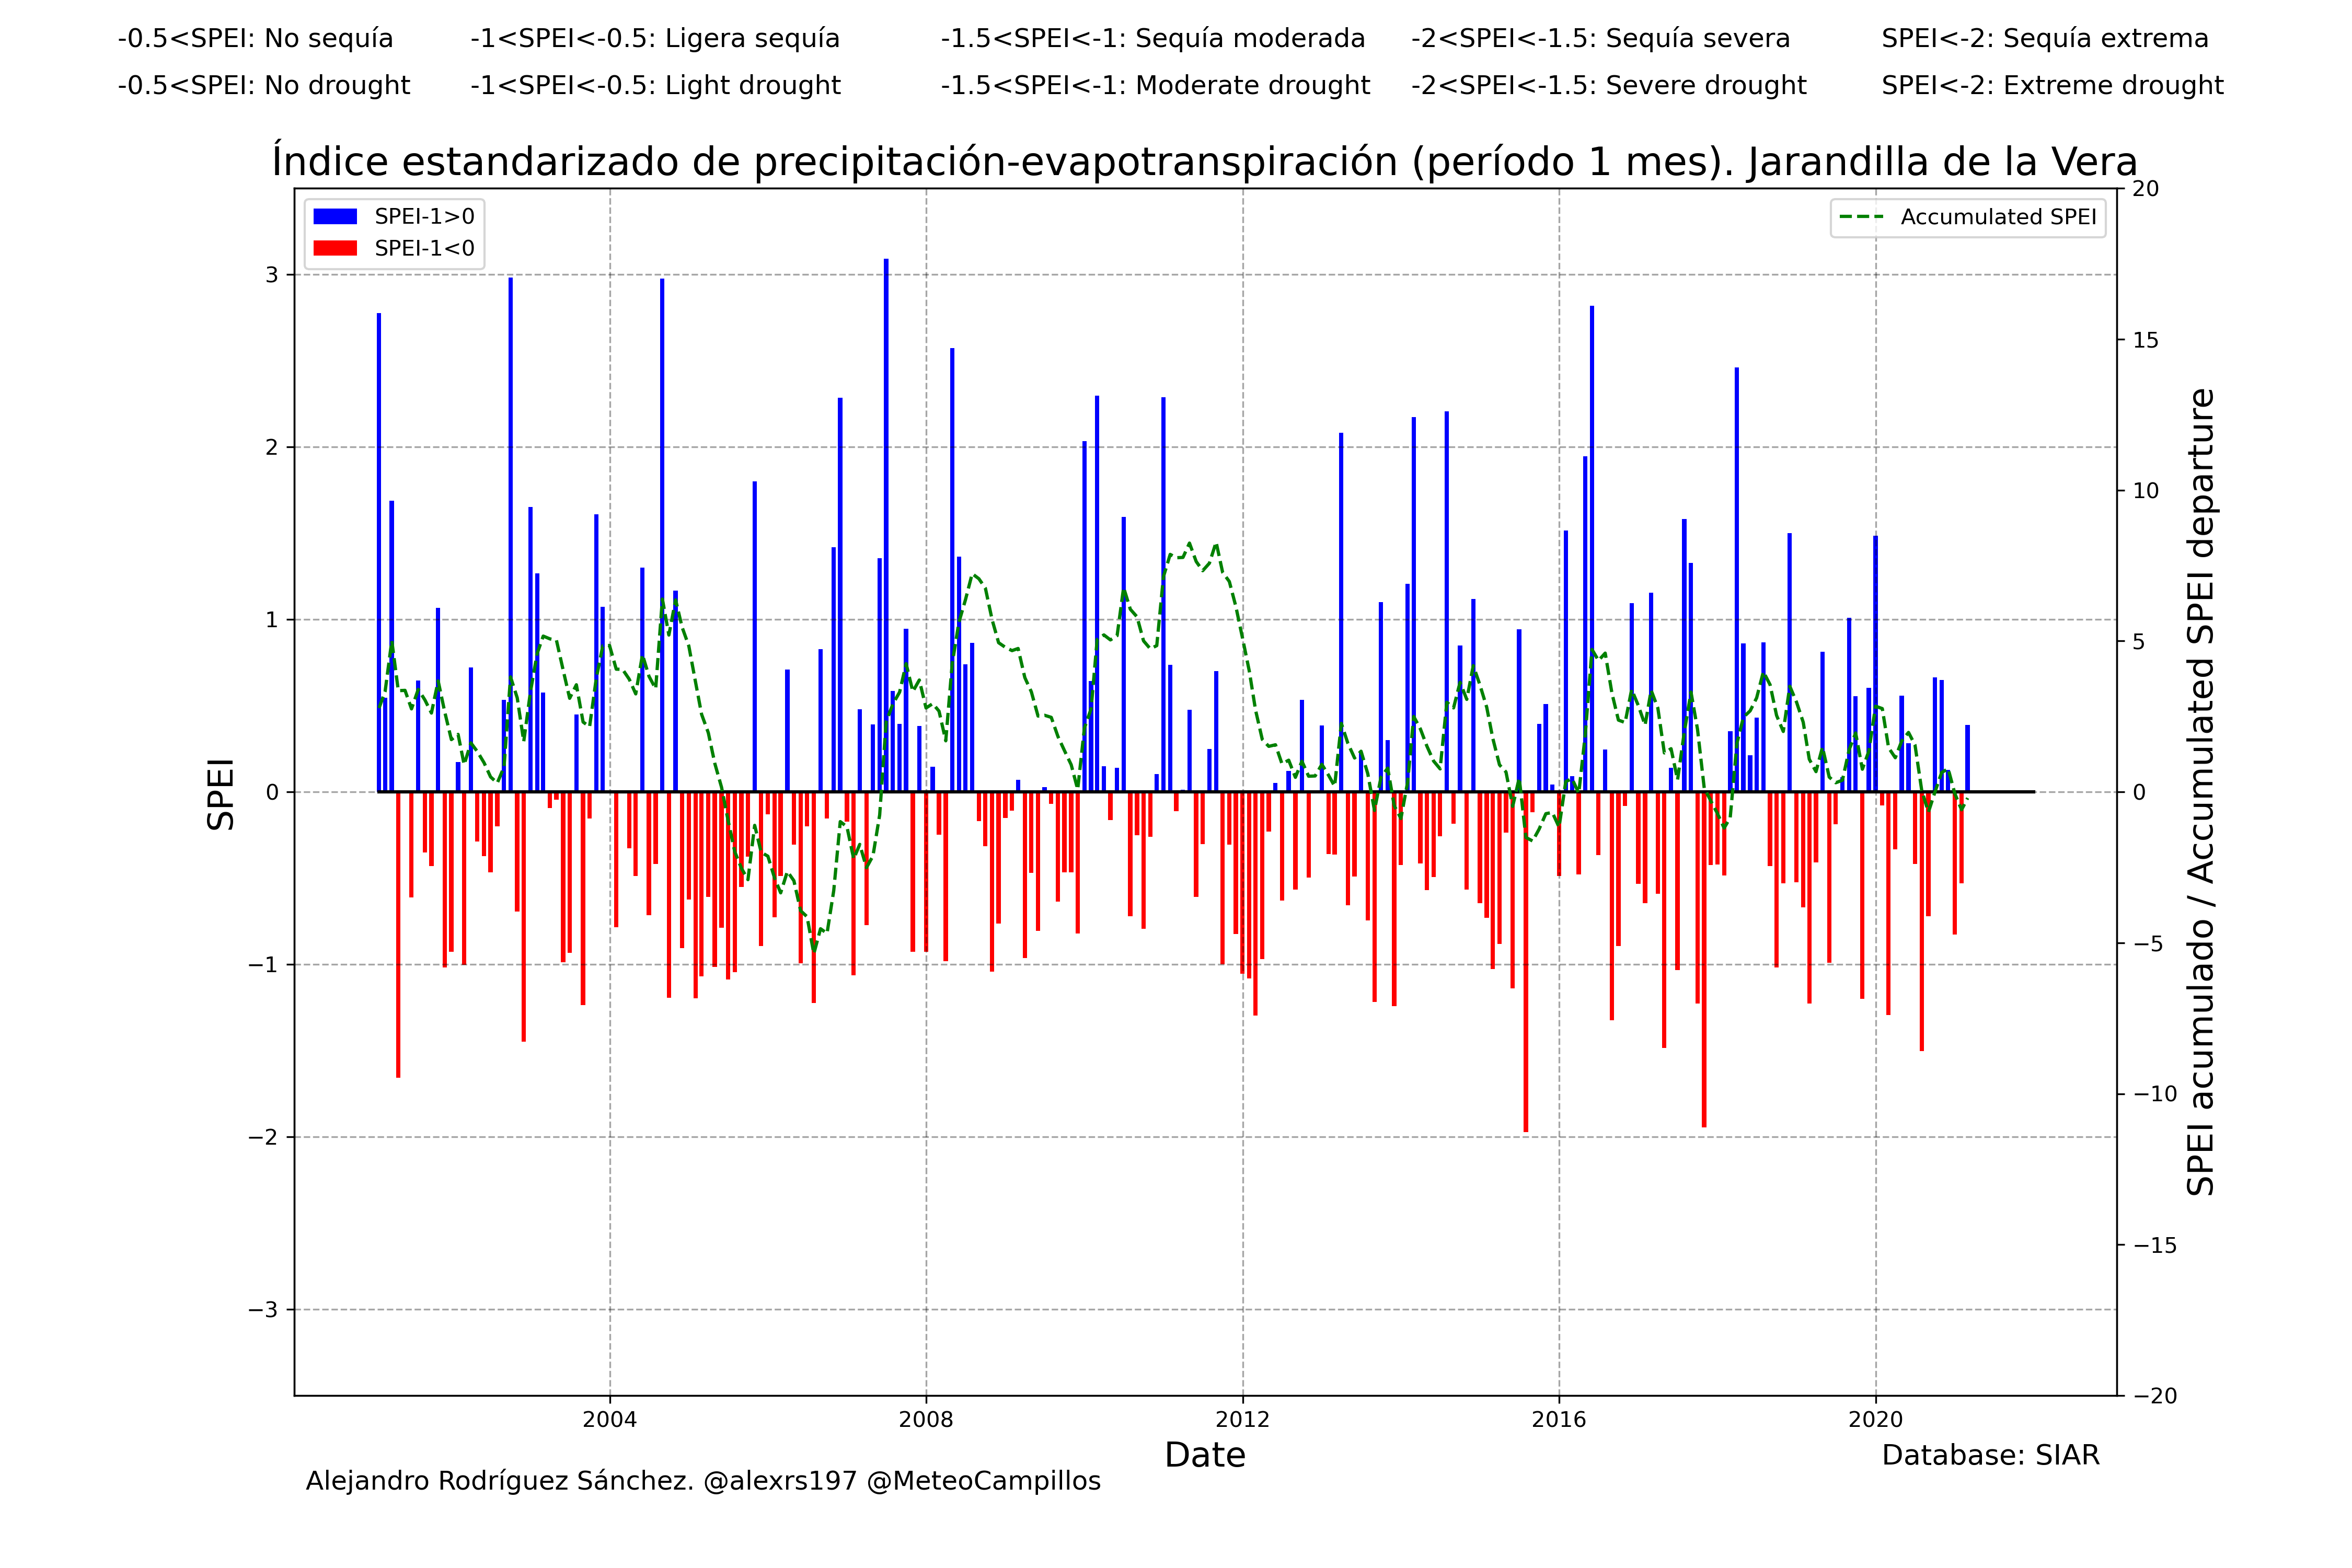 -0.5<SPEI: No sequía -1<SPEI<-0.5: Ligera sequía -1.5<SPEI<-1: Sequía moderada -2<SPEI<-1.5: Sequía severa SPEI<-2: Sequía extrema
-0.5<SPEI: No drought -1<SPEI<-0.5: Light drought -1.5<SPEI<-1: Moderate drought -2<SPEI<-1.5: Severe drought SPEI<-2: Extreme drought
Índice estandarizado de precipitación-evapotranspiración (período 1 mes). Jarandilla de la Vera
SPEI-1>0
SPEI-1<0
Accumulated SPEI
SPEI
3
2
1
0
−1
−2
−3
20
15
10
5
0
−5
−10
−15
−20
SPEI acumulado / Accumulated SPEI departure
2004 2008 2012 2016 2020
Date
Database: SIAR
Alejandro Rodríguez Sánchez. @alexrs197 @MeteoCampillos